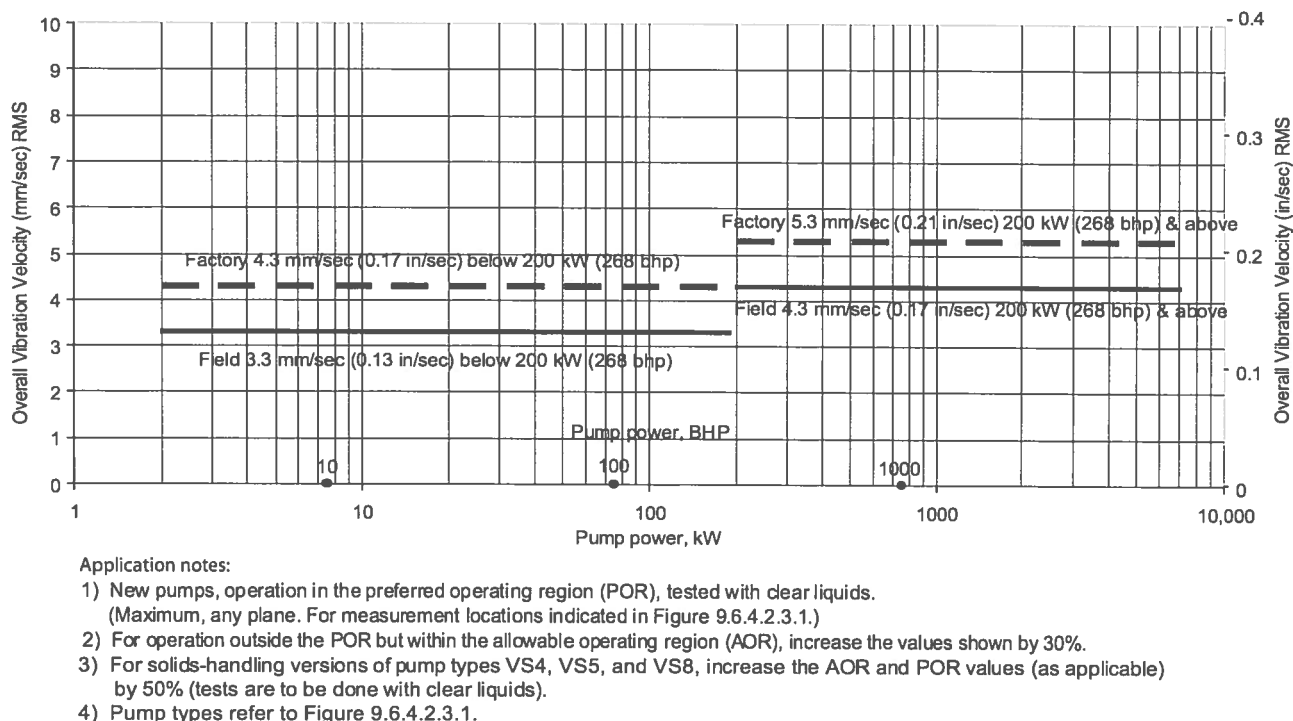 Overall Vibration Velocity (mm/sec) RMS
10
9
8
7
6
5
4
3
2
1
0
Factory 4.3 mm/sec (0.17 in/sec) below 200 kW (268 bhp)
Field 3.3 mm/sec (0.13 in/sec) below 200 kW (268 bhp)
Factory 5.3 mm/sec (0.21 in/sec) 200 kW (268 bhp) & above
Field 4.3 mm/sec (0.17 in/sec) 200 kW (268 bhp) & above
Pump power, BHP
10
100
1000
0.4
0.3
0.2
0.1
0
Overall Vibration Velocity (in/sec) RMS
1
10
100
1000
10,000
Pump power, kW
Application notes:
1) New pumps, operation in the preferred operating region (POR), tested with clear liquids.
(Maximum, any plane. For measurement locations indicated in Figure 9.6.4.2.3.1.)
2) For operation outside the POR but within the allowable operating region (AOR), increase the values shown by 30%.
3) For solids-handling versions of pump types VS4, VS5, and VS8, increase the AOR and POR values (as applicable)
by 50% (tests are to be done with clear liquids).
4) Pump types refer to Figure 9.6.4.2.3.1.